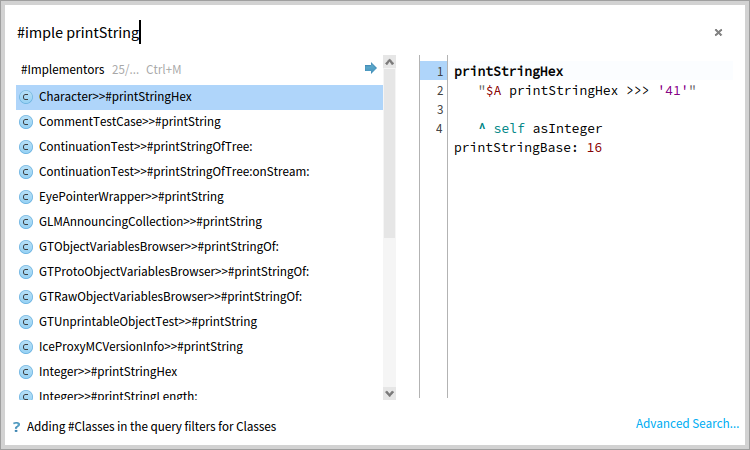 #imple printString
#Implementors 25/... Ctrl+M
Character>>#printStringHex
CommentTestCase>>#printString
ContinuationTest>>#printStringOfTree:
ContinuationTest>>#printStringOfTree:onStream:
EyePointerWrapper>>#printString
GLMAnnouncingCollection>>#printString
GTObjectVariablesBrowser>>#printStringOf:
GTProtoObjectVariablesBrowser>>#printStringOf:
GTRawObjectVariablesBrowser>>#printStringOf:
GTUnprintableObjectTest>>#printString
IceProxyMCVersionInfo>>#printString
Integer>>#printStringHex
Integer>>#printStringLength:
1 printStringHex
2 "$A printStringHex >>> '41'"
3
4 ^ self asInteger
printStringBase: 16
? Adding #Classes in the query filters for Classes
Advanced Search...